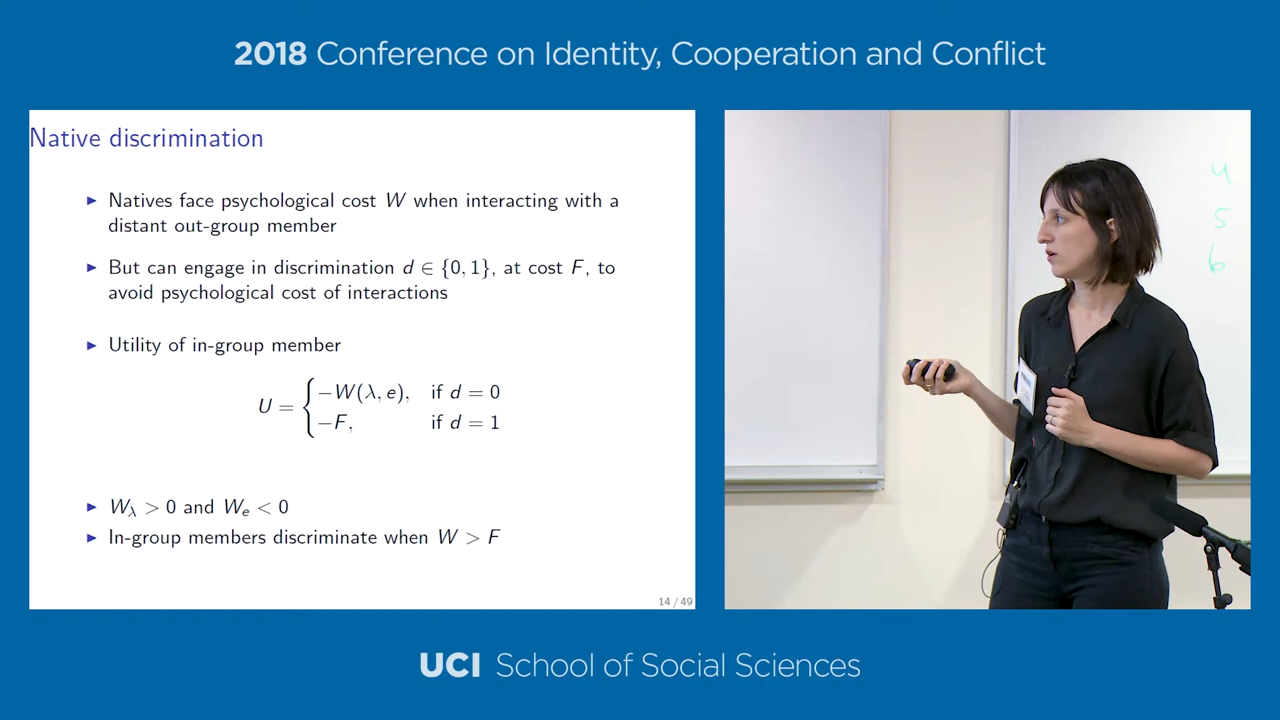 2018 Conference on Identity, Cooperation and Conflict
Native discrimination
▶ Natives face psychological cost W when interacting with a
distant out-group member
▶ But can engage in discrimination d ∈ {0, 1}, at cost F, to
avoid psychological cost of interactions
▶ Utility of in-group member
U = { −W(λ, e), if d = 0
−F, if d = 1
▶ Wλ > 0 and We < 0
▶ In-group members discriminate when W > F
14 / 49
4
5
6
UCI School of Social Sciences